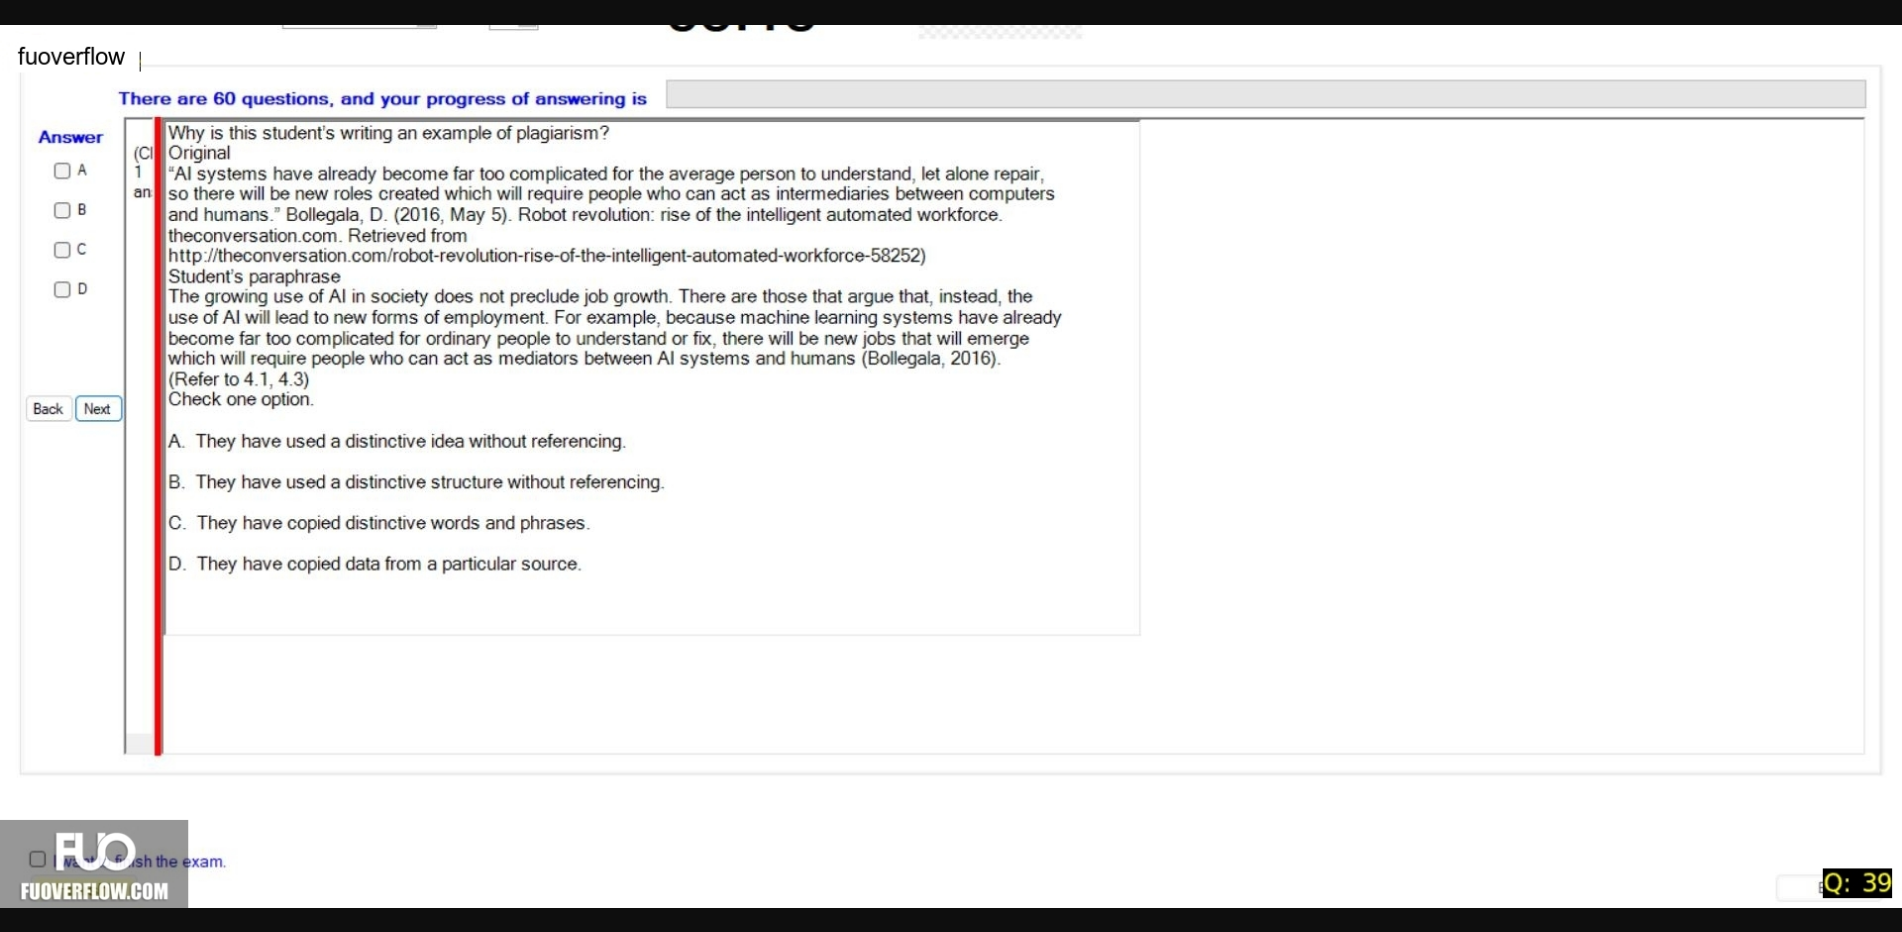 fuoverflow
There are 60 questions, and your progress of answering is
Answer
A
B
C
D
Back
Next
(Cl
1
an
Why is this student's writing an example of plagiarism?
Original
“AI systems have already become far too complicated for the average person to understand, let alone repair,
so there will be new roles created which will require people who can act as intermediaries between computers
and humans.” Bollegala, D. (2016, May 5). Robot revolution: rise of the intelligent automated workforce.
theconversation.com. Retrieved from
http://theconversation.com/robot-revolution-rise-of-the-intelligent-automated-workforce-58252)
Student's paraphrase
The growing use of AI in society does not preclude job growth. There are those that argue that, instead, the
use of AI will lead to new forms of employment. For example, because machine learning systems have already
become far too complicated for ordinary people to understand or fix, there will be new jobs that will emerge
which will require people who can act as mediators between AI systems and humans (Bollegala, 2016).
(Refer to 4.1, 4.3)
Check one option.
A. They have used a distinctive idea without referencing.
B. They have used a distinctive structure without referencing.
C. They have copied distinctive words and phrases.
D. They have copied data from a particular source.
FUO
the exam.
FUOVERFLOW.COM
Q: 39